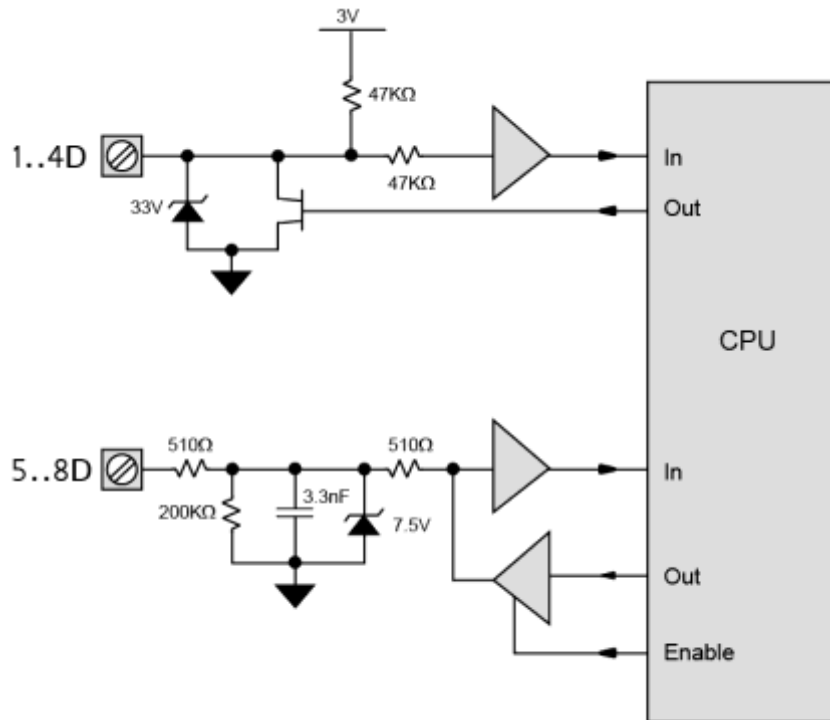 3V
47KΩ
1..4D
47KΩ
In
33V
Out
CPU
5..8D
510Ω
510Ω
In
200KΩ
3.3nF
7.5V
Out
Enable